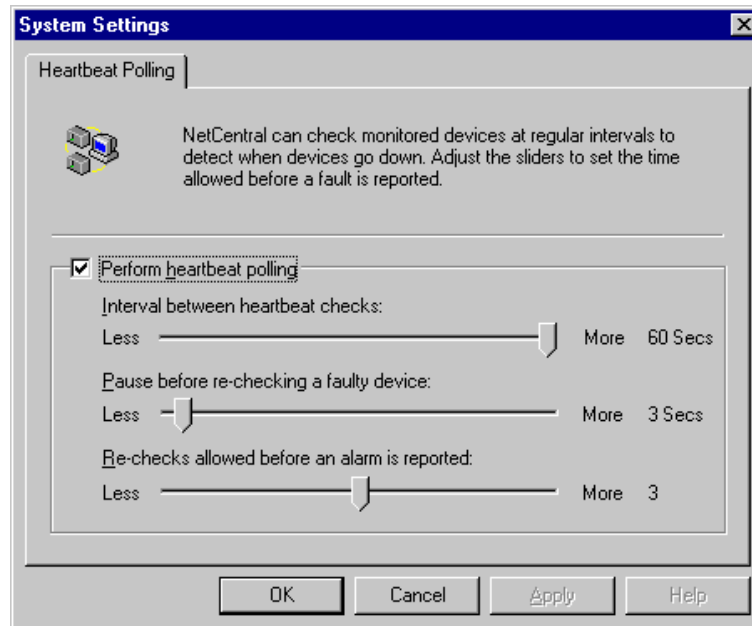 System Settings
Heartbeat Polling
NetCentral can check monitored devices at regular intervals to
detect when devices go down. Adjust the sliders to set the time
allowed before a fault is reported.
Perform heartbeat polling
Interval between heartbeat checks:
Less More 60 Secs
Pause before re-checking a faulty device:
Less More 3 Secs
Re-checks allowed before an alarm is reported:
Less More 3
OK Cancel Apply Help